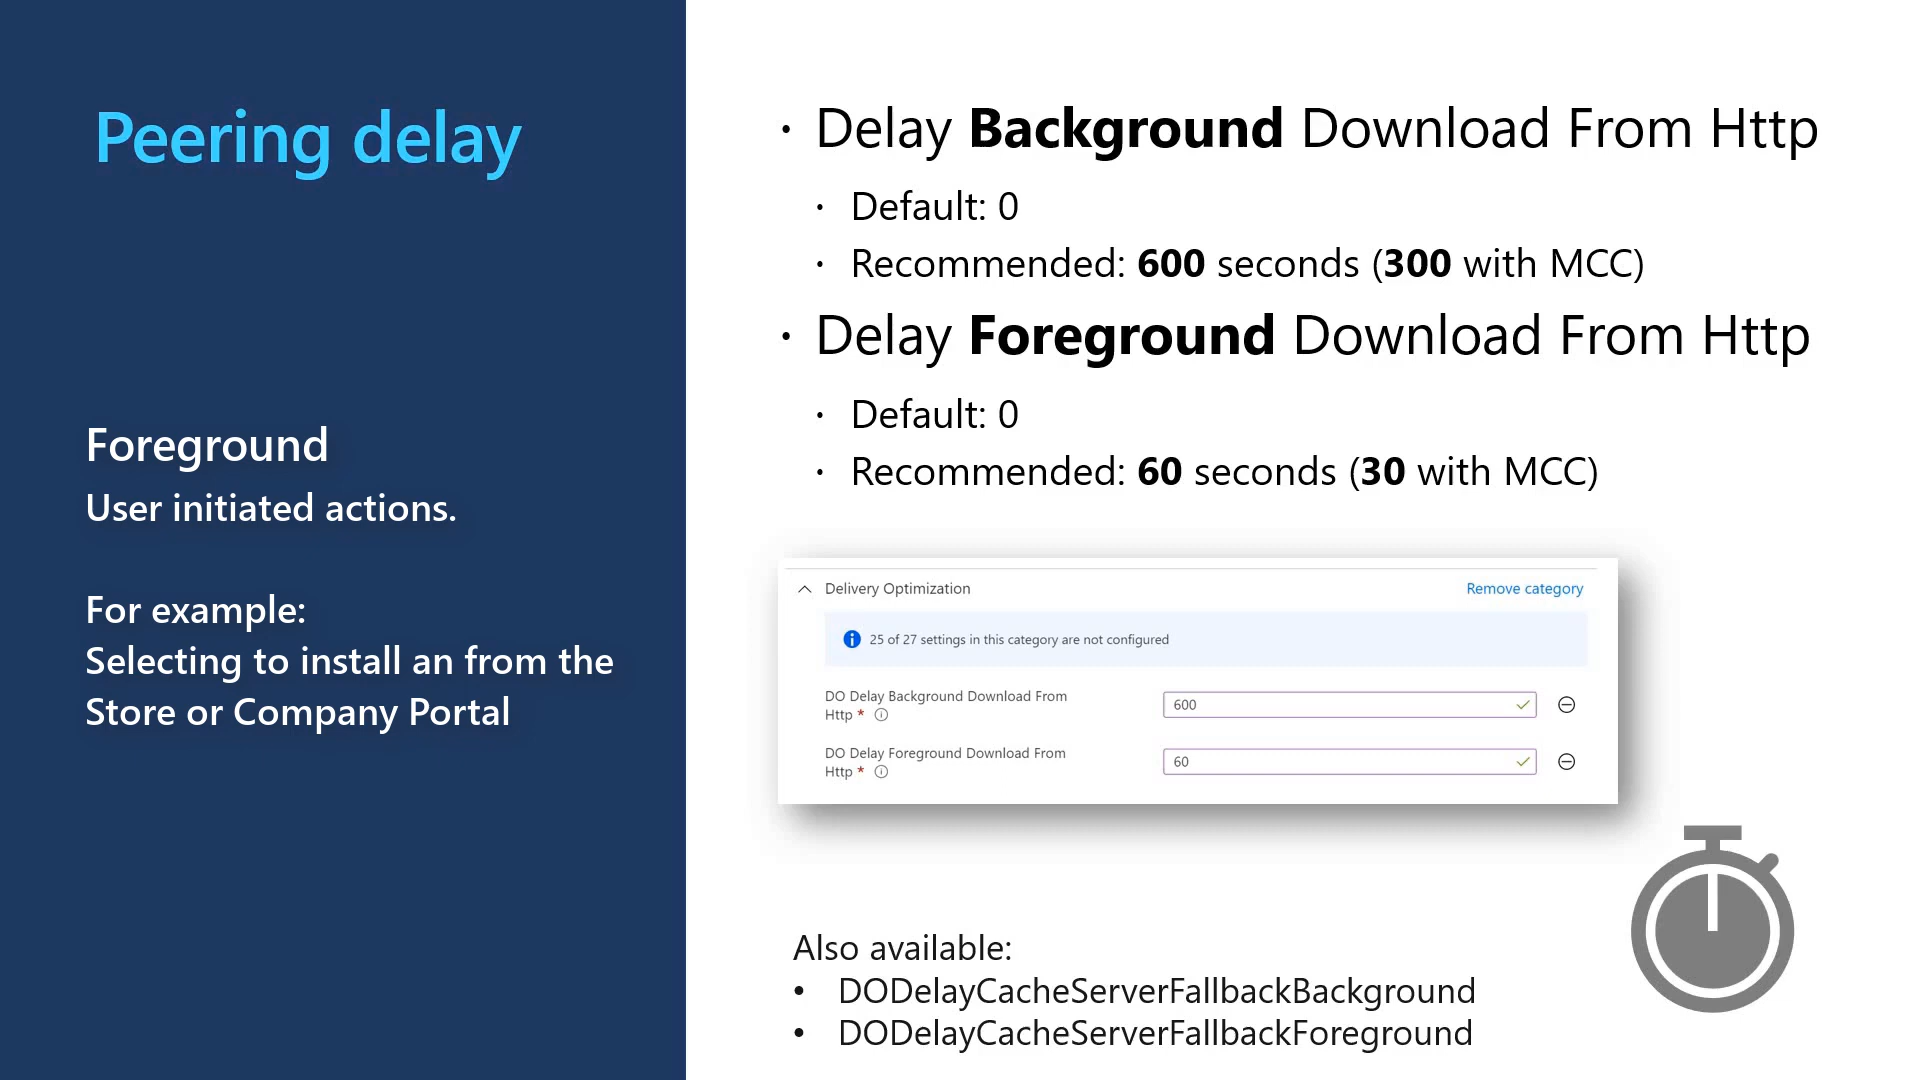 Peering delay
Foreground
User initiated actions.
For example:
Selecting to install an from the
Store or Company Portal
· Delay Background Download From Http
· Default: 0
· Recommended: 600 seconds (300 with MCC)
· Delay Foreground Download From Http
· Default: 0
· Recommended: 60 seconds (30 with MCC)
Delivery Optimization
Remove category
25 of 27 settings in this category are not configured
DO Delay Background Download From
Http *
600
DO Delay Foreground Download From
Http *
60
Also available:
• DODelayCacheServerFallbackBackground
• DODelayCacheServerFallbackForeground